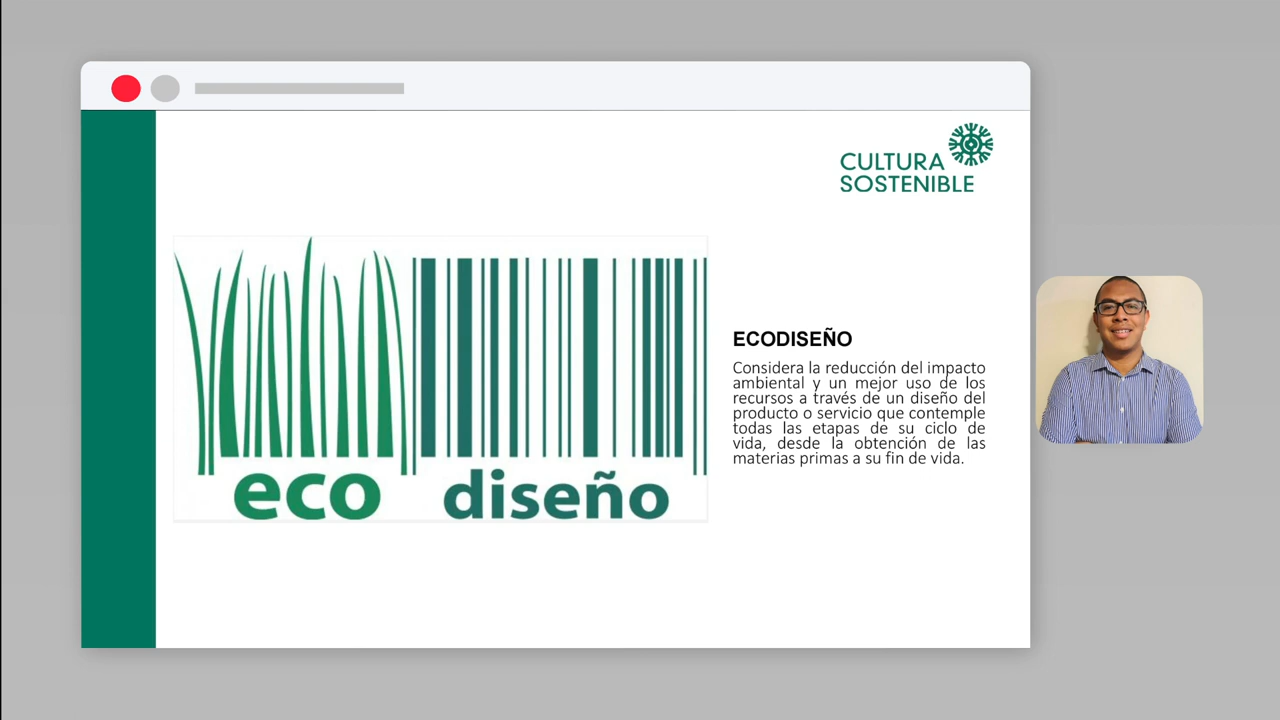 CULTURA
SOSTENIBLE
eco diseño
ECODISEÑO
Considera la reducción del impacto
ambiental y un mejor uso de los
recursos a través de un diseño del
producto o servicio que contemple
todas las etapas de su ciclo de
vida, desde la obtención de las
materias primas a su fin de vida.